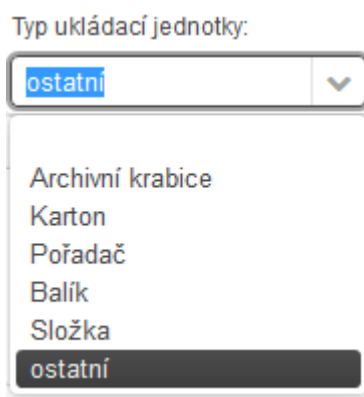 Typ ukládací jednotky:
ostatní
Archivní krabice
Karton
Pořadač
Balík
Složka
ostatní